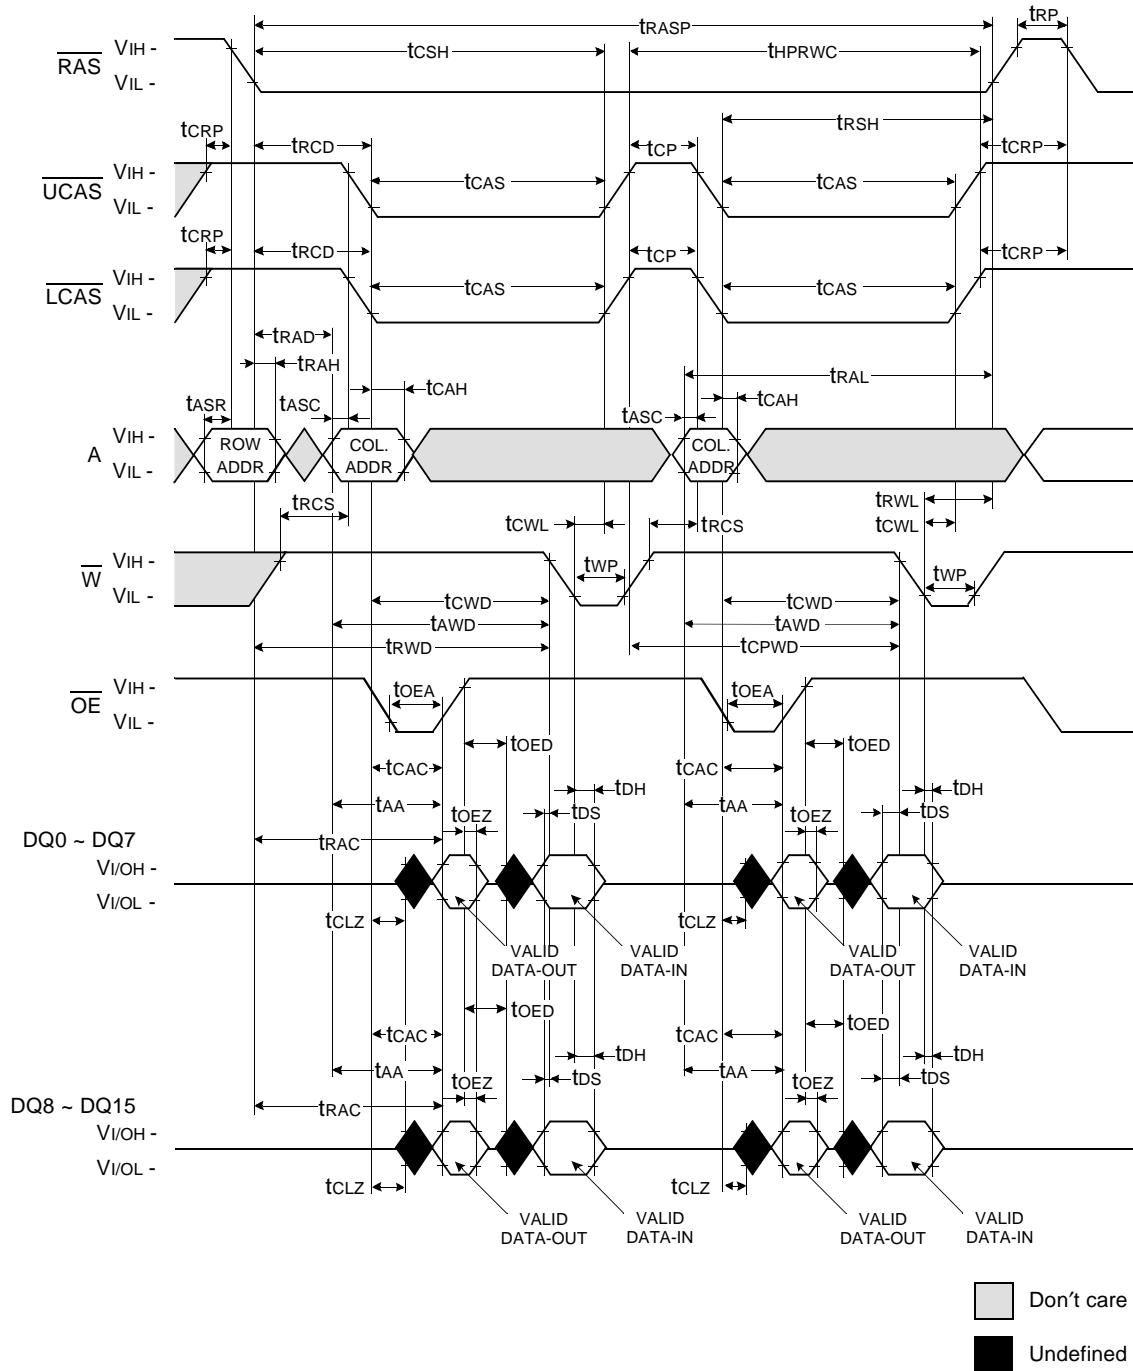 tRASP
tRP
RAS
VIH -
VIL -
tCSH
tHPRWC
tRSH
tCRP
tRCD
tCP
tCRP
UCAS
VIH -
VIL -
tCAS
tCAS
tCRP
tRCD
tCP
tCRP
LCAS
VIH -
VIL -
tCAS
tCAS
tRAD
tRAH
tRAL
tASR
tASC
tCAH
tASC
tCAH
A
VIH -
VIL -
ROW
ADDR
COL.
ADDR
COL.
ADDR
tRCS
tCWL
tRCS
tRWL
tCWL
W
VIH -
VIL -
tWP
tWP
tCWD
tCWD
tAWD
tAWD
tRWD
tCPWD
OE
VIH -
VIL -
tOEA
tOEA
tOED
tOED
tCAC
tCAC
tDH
tDH
tAA
tAA
tOEZ
tDS
tOEZ
tDS
tRAC
DQ0 ~ DQ7
VI/OH -
VI/OL -
tCLZ
tCLZ
VALID
DATA-OUT
VALID
DATA-IN
VALID
DATA-OUT
VALID
DATA-IN
tOED
tOED
tCAC
tCAC
tDH
tDH
tAA
tAA
tOEZ
tDS
tOEZ
tDS
tRAC
DQ8 ~ DQ15
VI/OH -
VI/OL -
tCLZ
tCLZ
VALID
DATA-OUT
VALID
DATA-IN
VALID
DATA-OUT
VALID
DATA-IN
Don′t care
Undefined